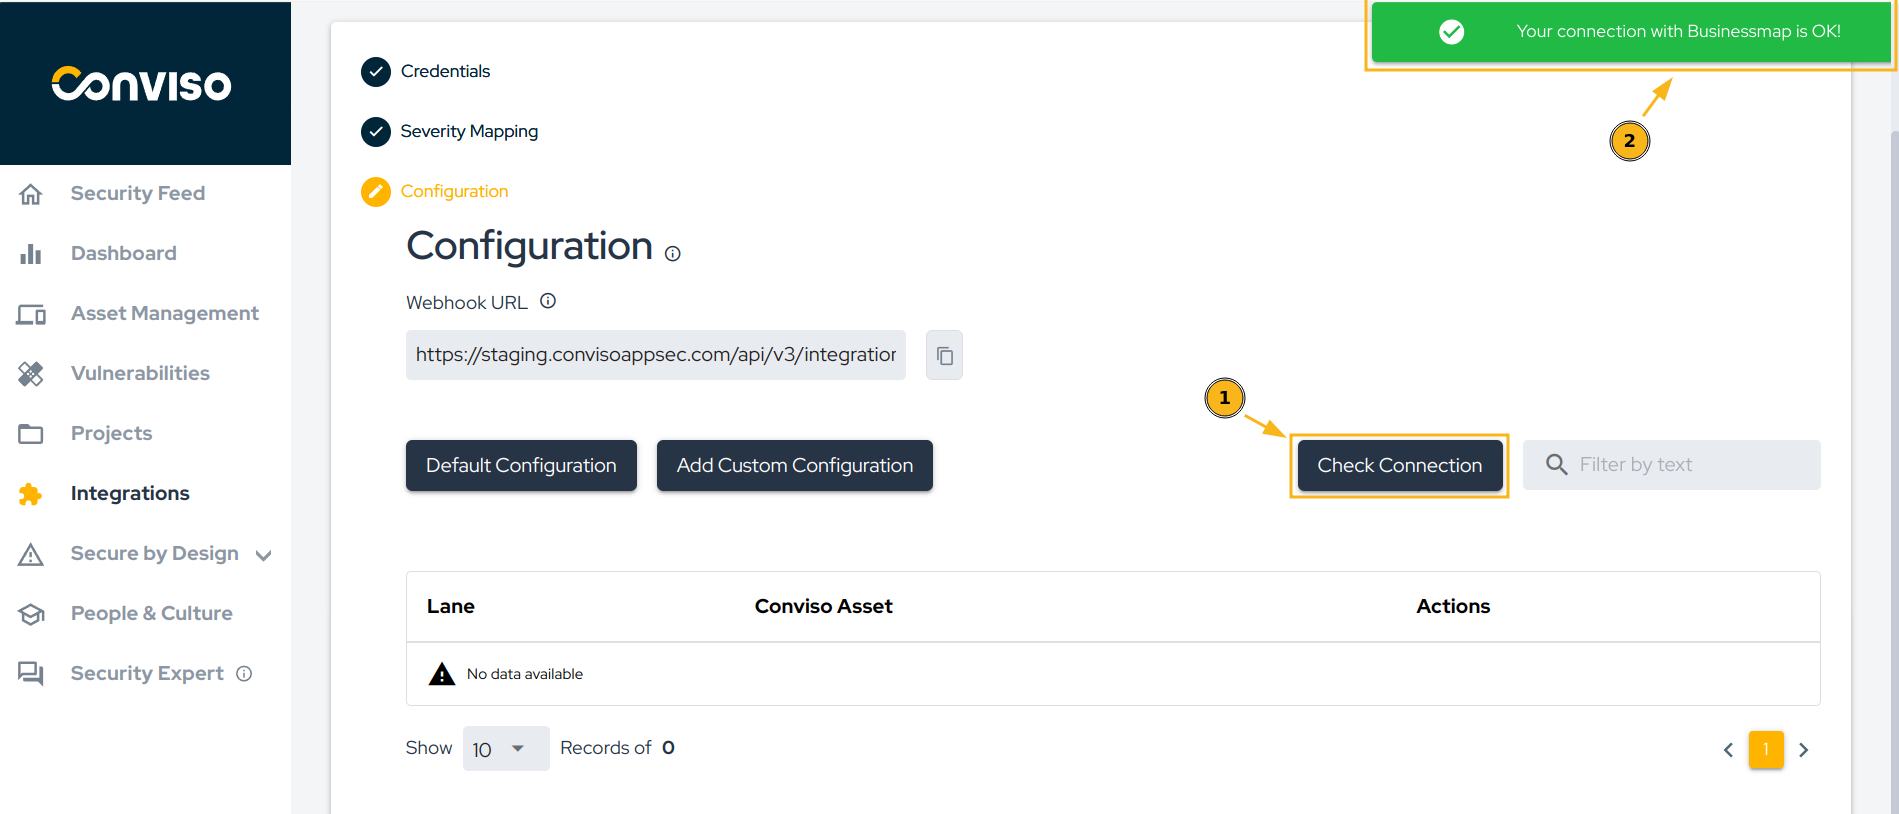 CONVISO
Security Feed
Dashboard
Asset Management
Vulnerabilities
Projects
Integrations
Secure by Design
People & Culture
Security Expert
Your connection with Businessmap is OK!
2
Credentials
Severity Mapping
Configuration
Configuration
Webhook URL
https://staging.convisoappsec.com/api/v3/integration
1
Default Configuration Add Custom Configuration Check Connection Filter by text
Lane Conviso Asset Actions
No data available
Show 10 Records of 0 1